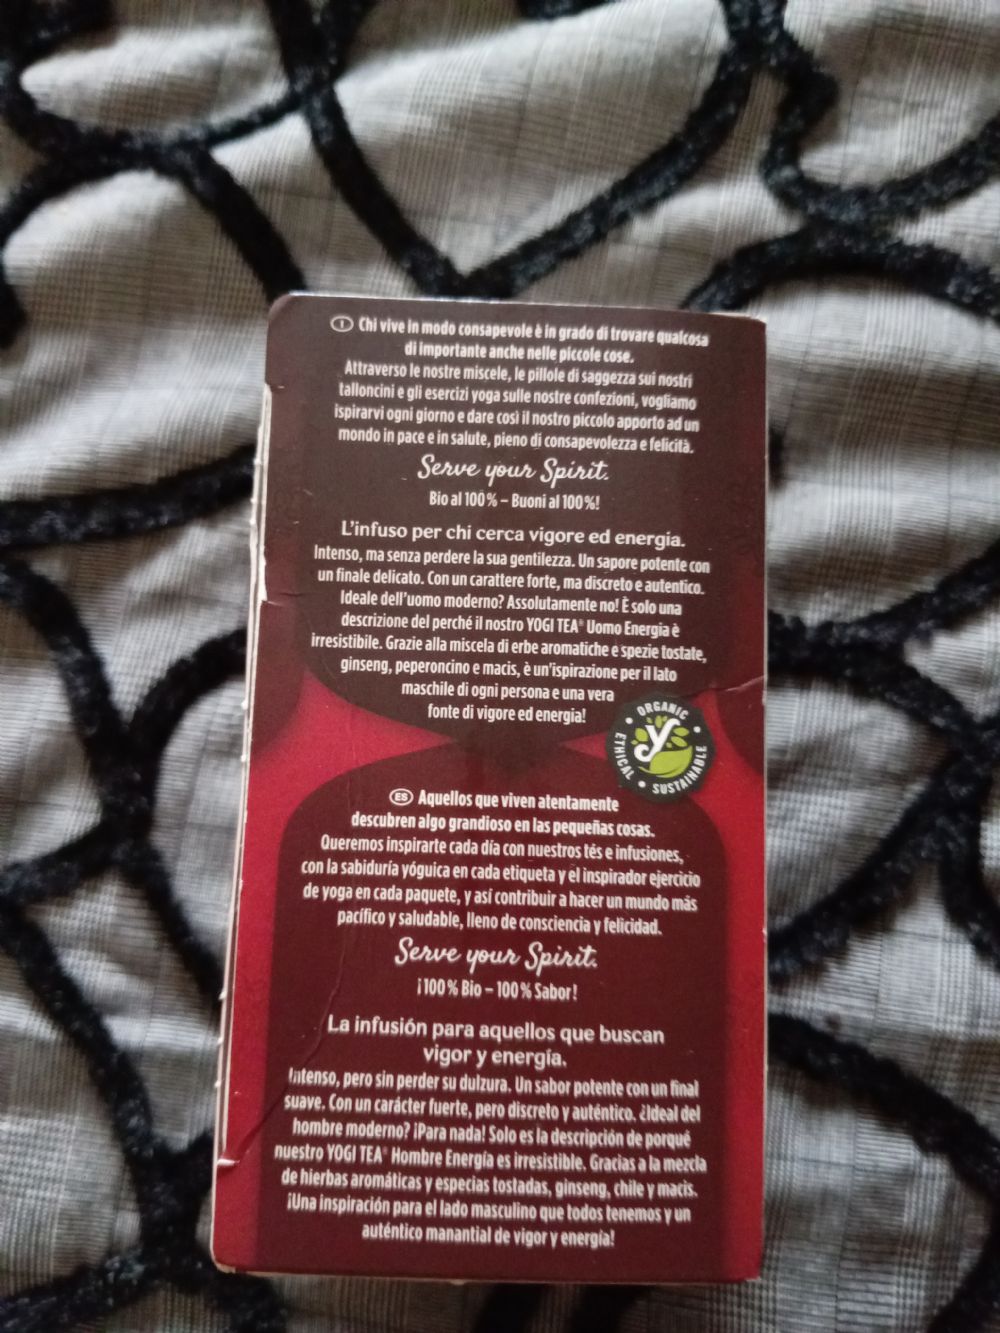 I Chi vive in modo consapevole è in grado di trovare qualcosa
di importante anche nelle piccole cose.
Attraverso le nostre miscele, le pillole di saggezza sui nostri
talloncini e gli esercizi yoga sulle nostre confezioni, vogliamo
ispirarvi ogni giorno e dare così il nostro piccolo apporto ad un
mondo in pace e in salute, pieno di consapevolezza e felicità.
Serve your Spirit.
Bio al 100% – Buoni al 100%!
L'infuso per chi cerca vigore ed energia.
Intenso, ma senza perdere la sua gentilezza. Un sapore potente con
un finale delicato. Con un carattere forte, ma discreto e autentico.
Ideale dell'uomo moderno? Assolutamente no! È solo una
descrizione del perché il nostro YOGI TEA® Uomo Energia è
irresistibile. Grazie alla miscela di erbe aromatiche e spezie tostate,
ginseng, peperoncino e macis, è un'ispirazione per il lato
maschile di ogni persona e una vera
fonte di vigore ed energia!
ORGANIC
ETHICAL
SUSTAINABLE
y
ES Aquellos que viven atentamente
descubren algo grandioso en las pequeñas cosas.
Queremos inspirarte cada día con nuestros tés e infusiones,
con la sabiduría yóguica en cada etiqueta y el inspirador ejercicio
de yoga en cada paquete, y así contribuir a hacer un mundo más
pacífico y saludable, lleno de consciencia y felicidad.
Serve your Spirit.
¡100% Bio – 100% Sabor!
La infusión para aquellos que buscan
vigor y energía.
Intenso, pero sin perder su dulzura. Un sabor potente con un final
suave. Con un carácter fuerte, pero discreto y auténtico. ¿Ideal del
hombre moderno? ¡Para nada! Solo es la descripción de porqué
nuestro YOGI TEA® Hombre Energía es irresistible. Gracias a la mezcla
de hierbas aromáticas y especias tostadas, ginseng, chile y macis.
¡Una inspiración para el lado masculino que todos tenemos y un
auténtico manantial de vigor y energía!